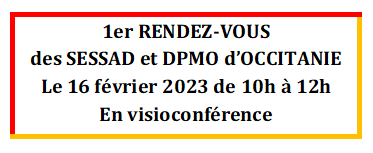 1er RENDEZ-VOUS
des SESSAD et DPMO d’OCCITANIE
Le 16 février 2023 de 10h à 12h
En visioconférence